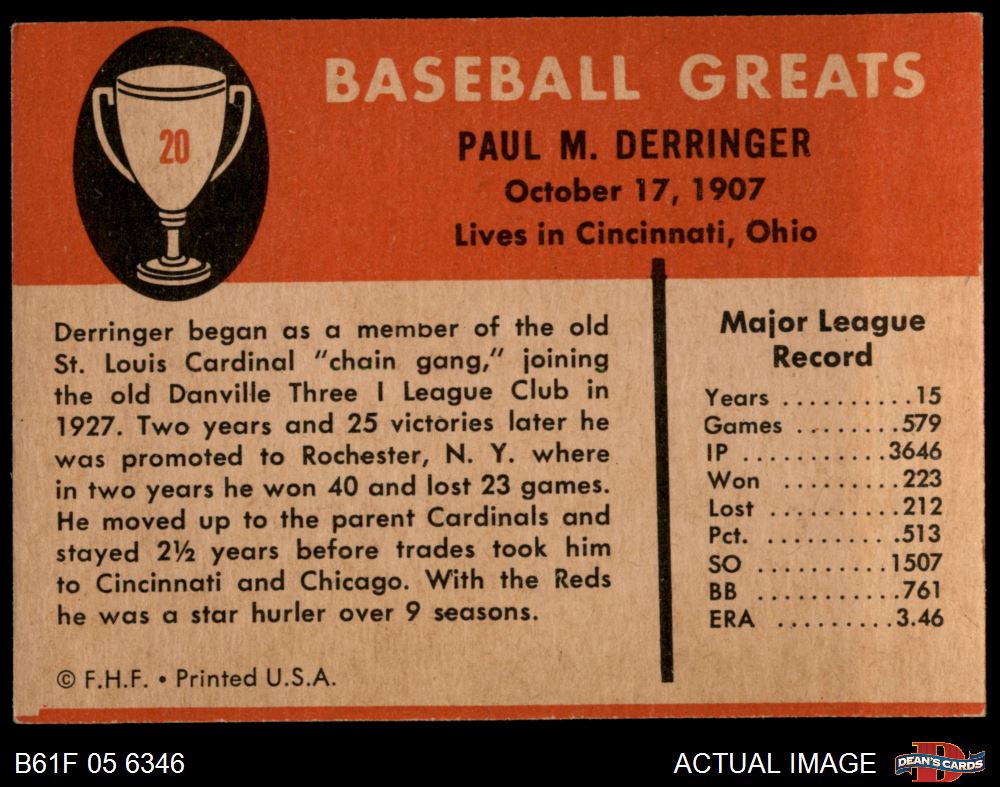 20
BASEBALL GREATS
PAUL M. DERRINGER
October 17, 1907
Lives in Cincinnati, Ohio
Derringer began as a member of the old
St. Louis Cardinal "chain gang," joining
the old Danville Three I League Club in
1927. Two years and 25 victories later he
was promoted to Rochester, N. Y. where
in two years he won 40 and lost 23 games.
He moved up to the parent Cardinals and
stayed 2½ years before trades took him
to Cincinnati and Chicago. With the Reds
he was a star hurler over 9 seasons.
© F.H.F. • Printed U.S.A.
Major League
Record
Years ..........15
Games ........579
IP ...........3646
Won .........223
Lost ..........212
Pct. ..........513
SO ..........1507
BB ...........761
ERA .........3.46
B61F 05 6346
ACTUAL IMAGE
D
DEAN'S CARDS